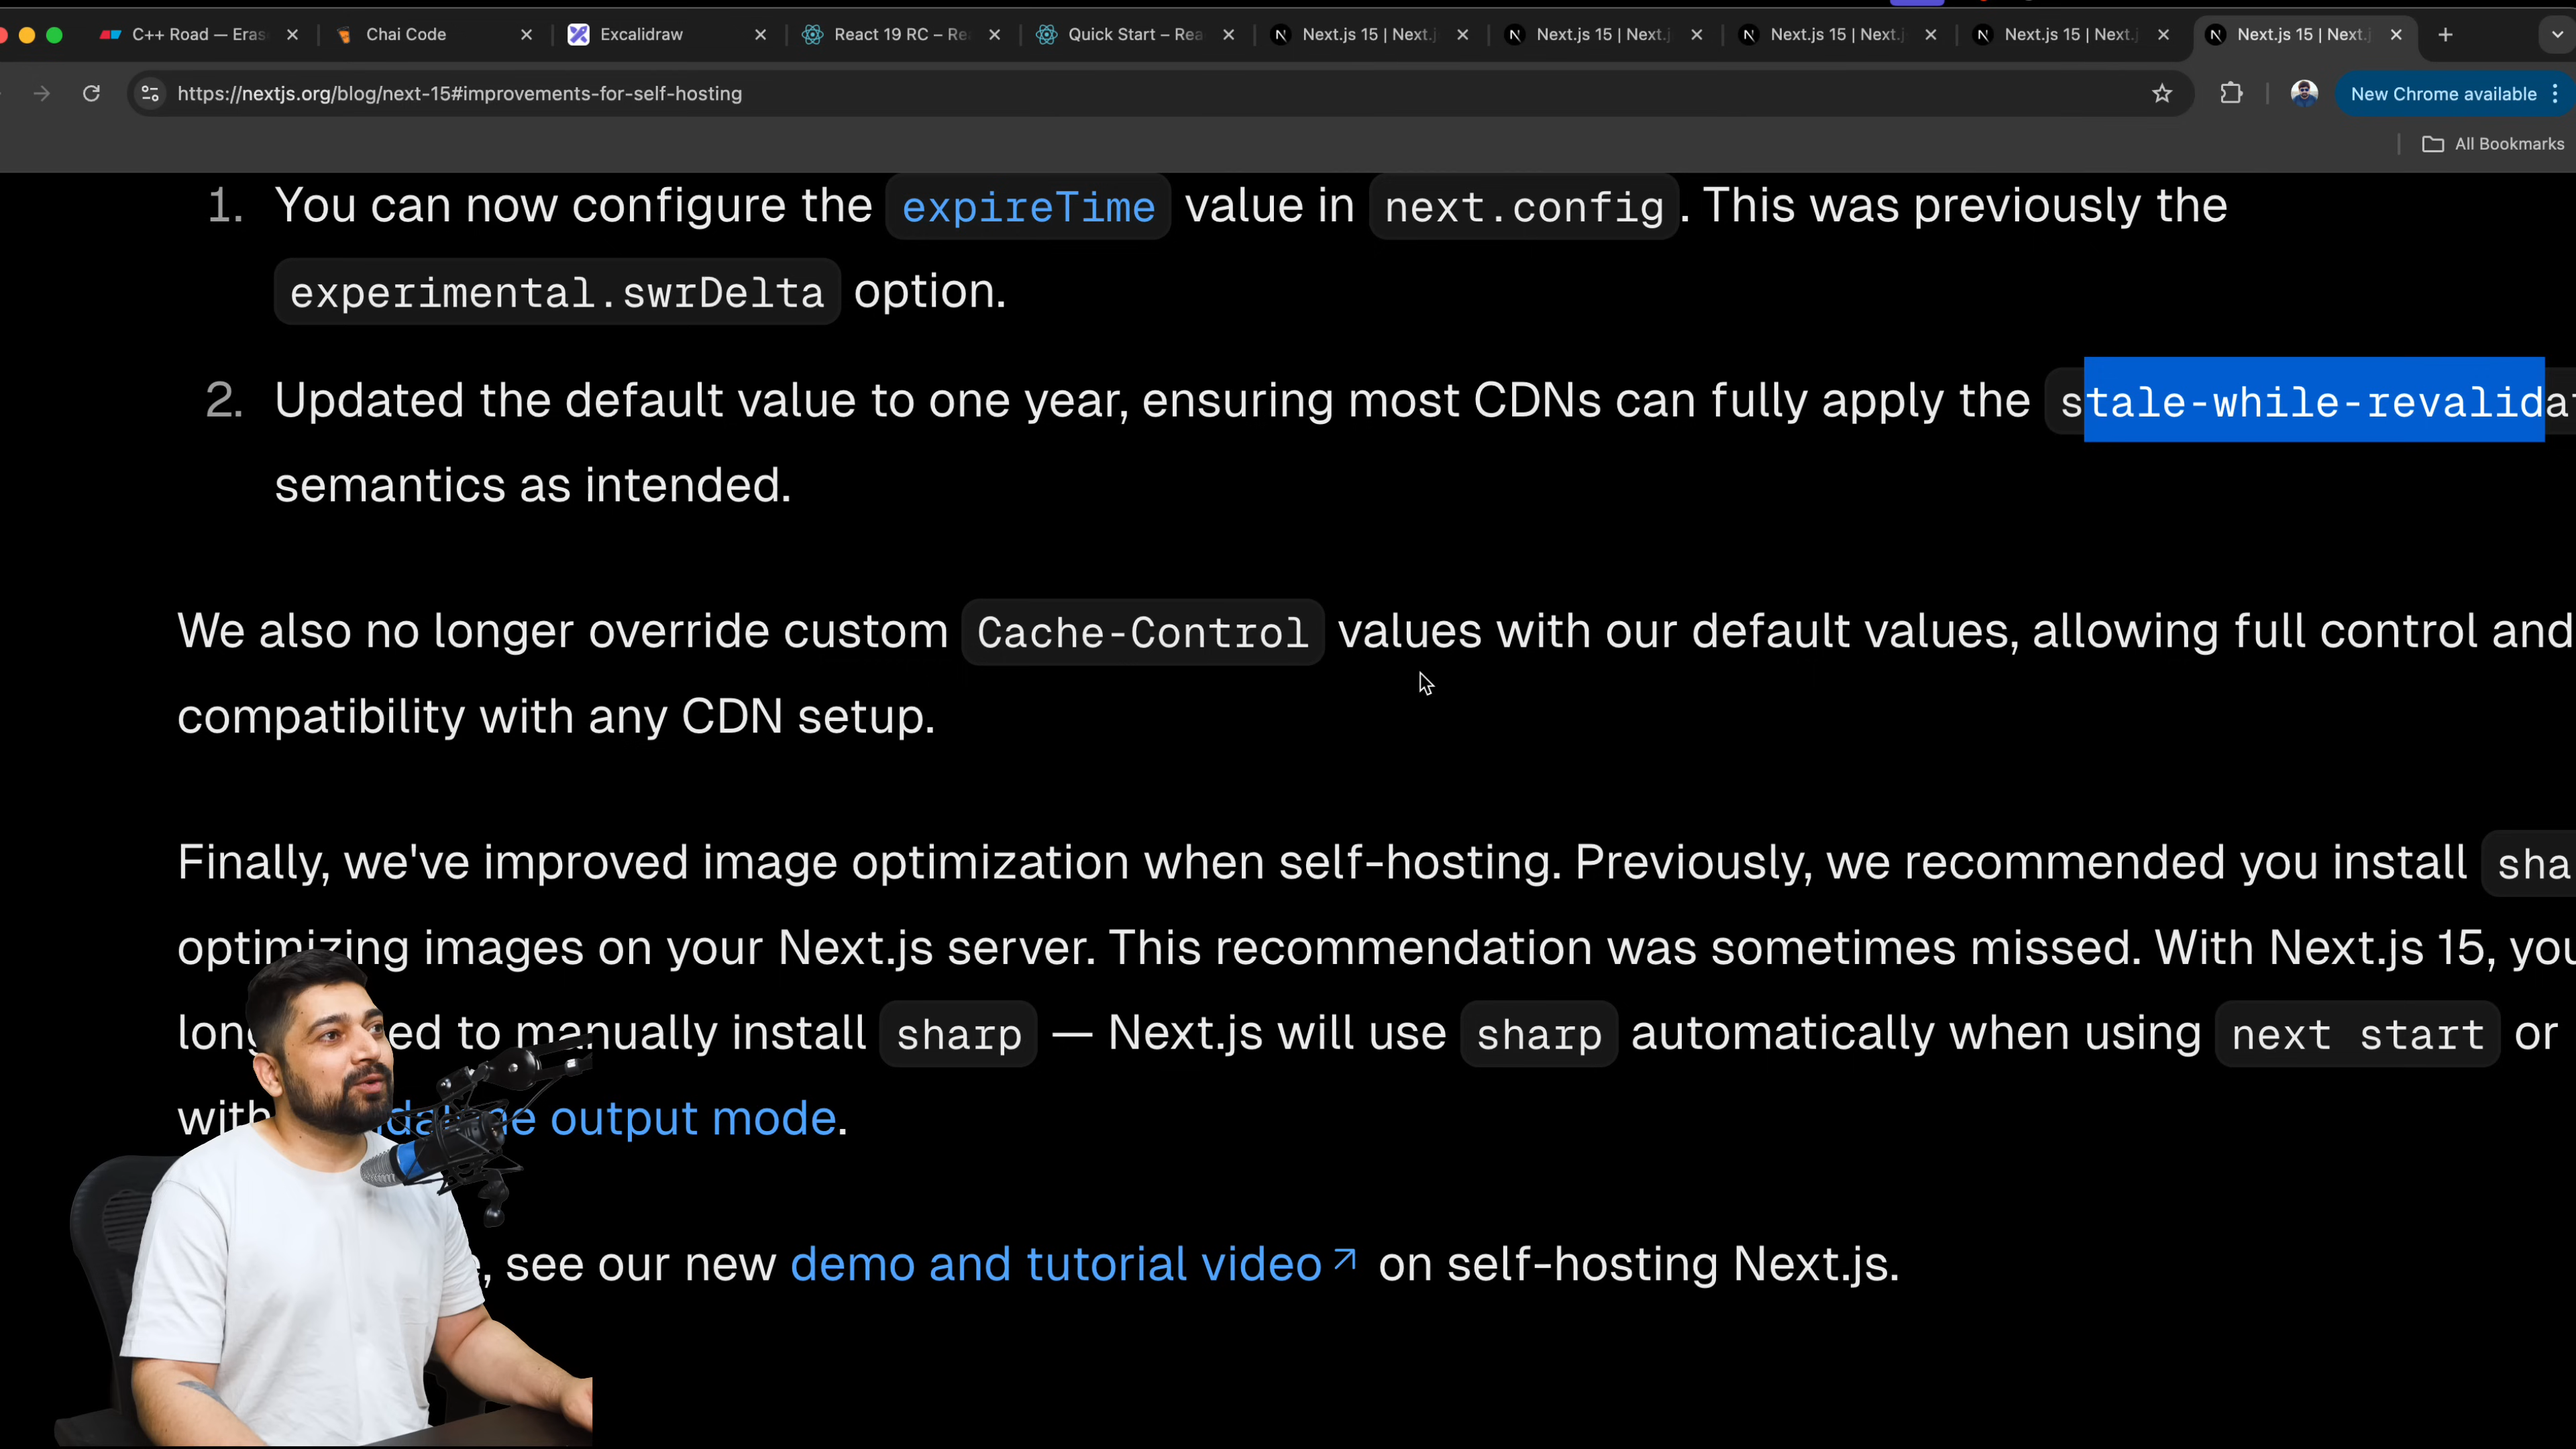 C++ Road — Eras
Chai Code
Excalidraw
React 19 RC – Re
Quick Start – Rea
Next.js 15 | Next.j
Next.js 15 | Next.j
Next.js 15 | Next.j
Next.js 15 | Next.j
Next.js 15 | Next.j
https://nextjs.org/blog/next-15#improvements-for-self-hosting
New Chrome available
All Bookmarks
1. You can now configure the expireTime value in next.config. This was previously the
experimental.swrDelta option.
2. Updated the default value to one year, ensuring most CDNs can fully apply the stale-while-revalidat
semantics as intended.
We also no longer override custom Cache-Control values with our default values, allowing full control and
compatibility with any CDN setup.
Finally, we've improved image optimization when self-hosting. Previously, we recommended you install sha
optimizing images on your Next.js server. This recommendation was sometimes missed. With Next.js 15, you
long ed to manually install sharp — Next.js will use sharp automatically when using next start or
with output mode.
, see our new demo and tutorial video↗ on self-hosting Next.js.